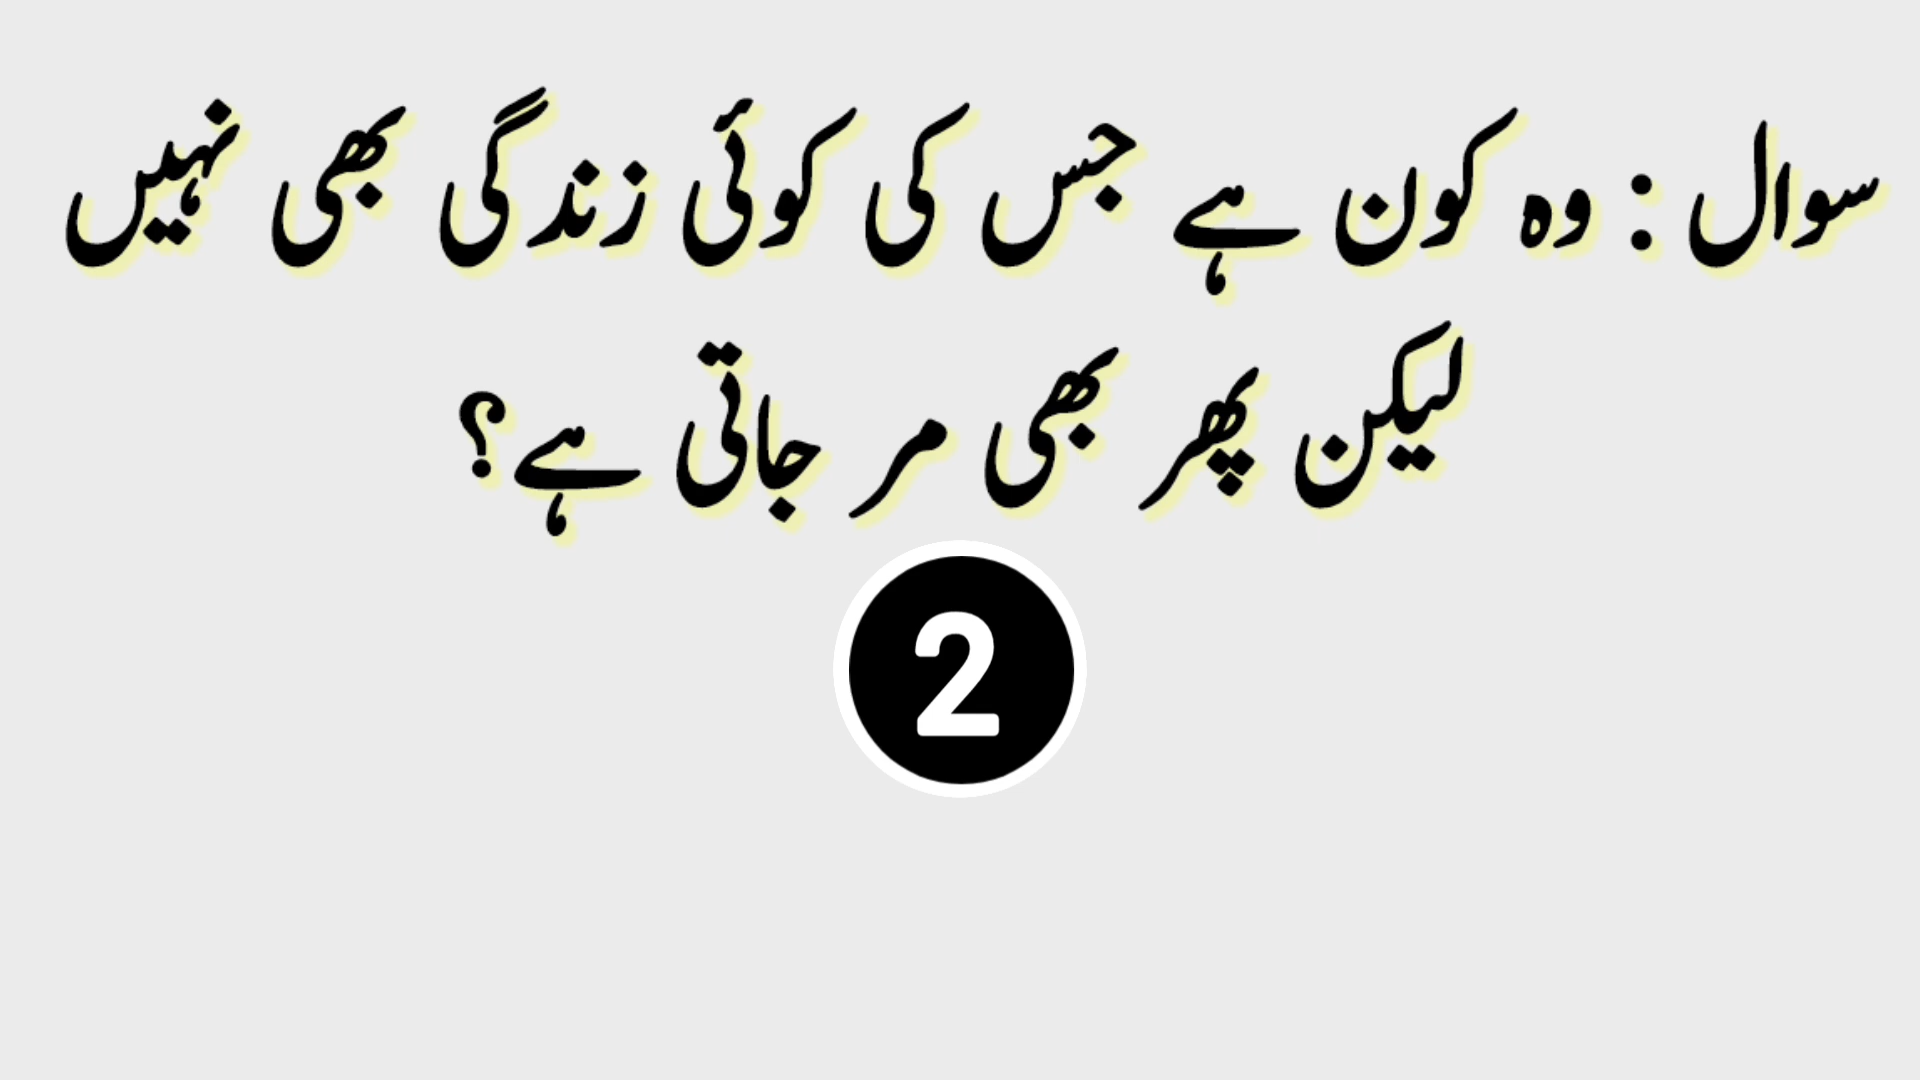 سوال : وہ کون ہے جس کی کوئی زندگی بھی نہیں
لیکن پھر بھی مر جاتی ہے؟
2